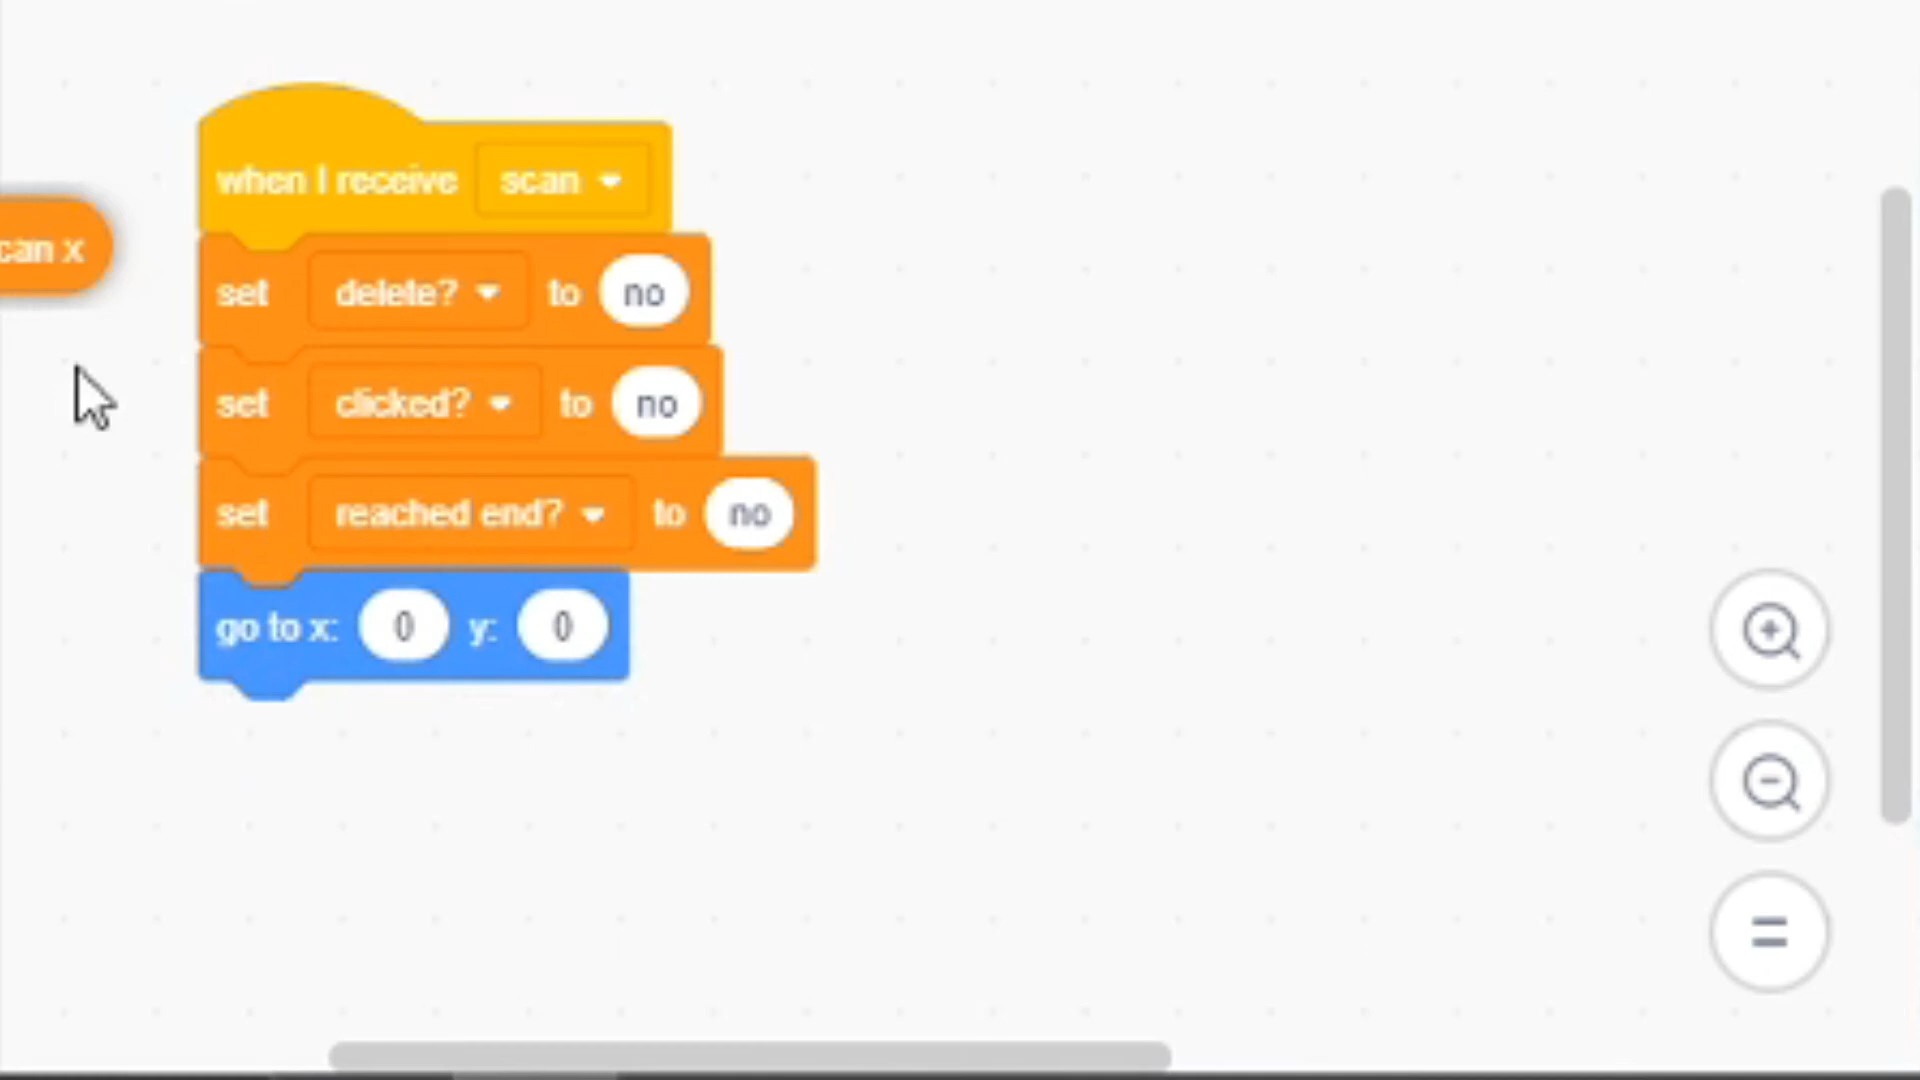 when I receive scan
can x
set delete? to no
set clicked? to no
set reached end? to no
go to x: 0 y: 0